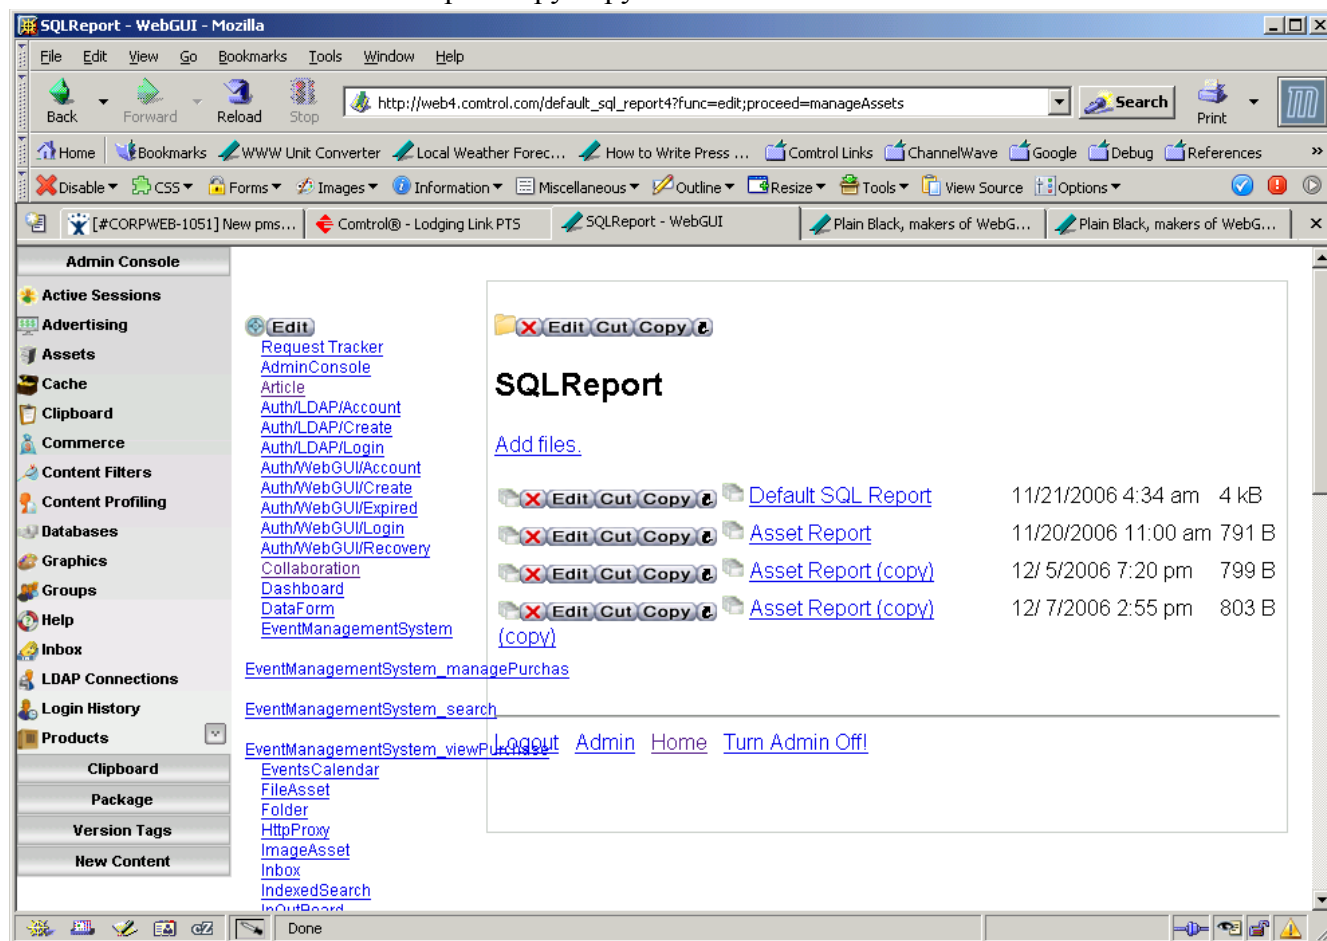 SQLReport - WebGUI - Mozilla
File Edit View Go Bookmarks Tools Window Help
Back Forward Reload Stop http://web4.comtrol.com/default_sql_report4?func=edit;proceed=manageAssets Search Print
Home Bookmarks WWW Unit Converter Local Weather Forec... How to Write Press ... Comtrol Links ChannelWave Google Debug References »
Disable CSS Forms Images Information Miscellaneous Outline Resize Tools View Source Options
[#CORPWEB-1051] New pms... Comtrol® - Lodging Link PTS SQLReport - WebGUI Plain Black, makers of WebG... Plain Black, makers of WebG...
Admin Console
Active Sessions
Advertising
Assets
Cache
Clipboard
Commerce
Content Filters
Content Profiling
Databases
Graphics
Groups
Help
Inbox
LDAP Connections
Login History
Products
Clipboard
Package
Version Tags
New Content
Edit
Request Tracker
AdminConsole
Article
Auth/LDAP/Account
Auth/LDAP/Create
Auth/LDAP/Login
Auth/WebGUI/Account
Auth/WebGUI/Create
Auth/WebGUI/Expired
Auth/WebGUI/Login
Auth/WebGUI/Recovery
Collaboration
Dashboard
DataForm
EventManagementSystem
EventManagementSystem_managePurchas
EventManagementSystem_search
EventManagementSystem_viewPurchase
EventsCalendar
FileAsset
Folder
HttpProxy
ImageAsset
Inbox
IndexedSearch
InOutBoard
Edit Cut Copy
SQLReport
Add files.
Edit Cut Copy Default SQL Report 11/21/2006 4:34 am 4 kB
Edit Cut Copy Asset Report 11/20/2006 11:00 am 791 B
Edit Cut Copy Asset Report (copy) 12/ 5/2006 7:20 pm 799 B
Edit Cut Copy Asset Report (copy) 12/ 7/2006 2:55 pm 803 B
(copy)
Logout Admin Home Turn Admin Off!
Done